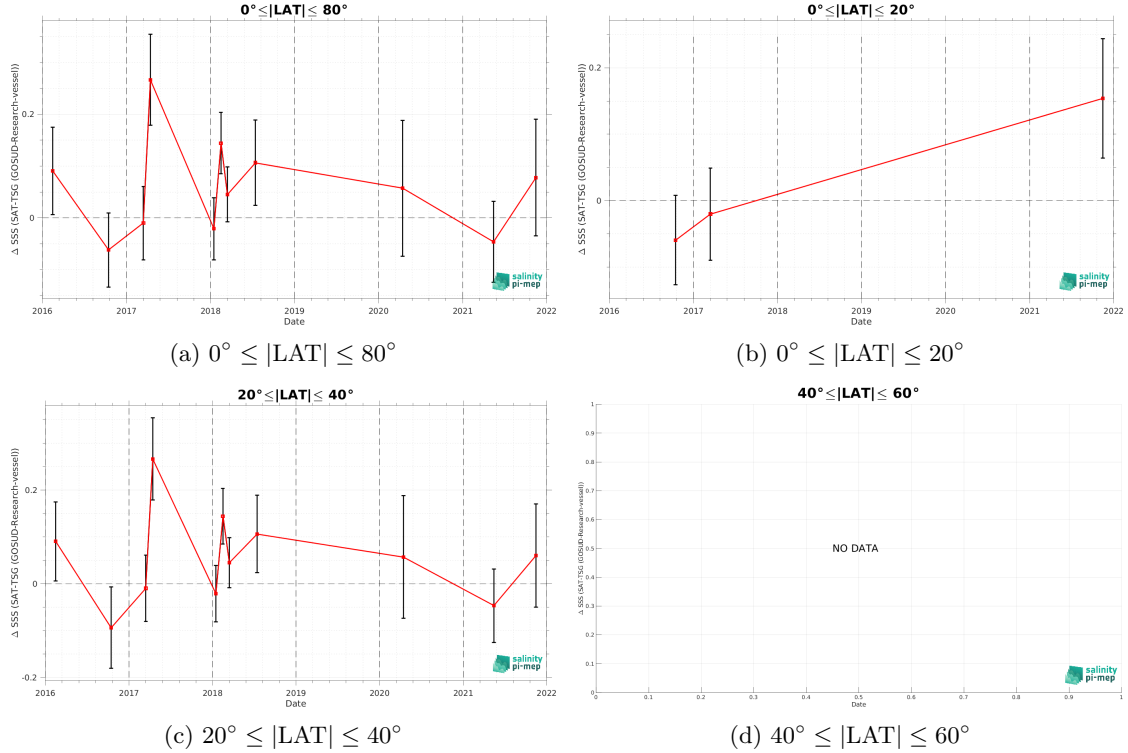 0°≤|LAT|≤ 80°
Δ SSS (SAT-TSG (GOSUD-Research-vessel))
0.2
0
salinity
pi-mep
2016 2017 2018 2019 2020 2021 2022
Date
(a) 0° ≤ |LAT| ≤ 80°
0°≤|LAT|≤ 20°
Δ SSS (SAT-TSG (GOSUD-Research-vessel))
0.2
0
salinity
pi-mep
2016 2017 2018 2019 2020 2021 2022
Date
(b) 0° ≤ |LAT| ≤ 20°
20°≤|LAT|≤ 40°
Δ SSS (SAT-TSG (GOSUD-Research-vessel))
0.2
0
-0.2
salinity
pi-mep
2016 2017 2018 2019 2020 2021 2022
Date
(c) 20° ≤ |LAT| ≤ 40°
40°≤|LAT|≤ 60°
Δ SSS (SAT-TSG (GOSUD-Research-vessel))
1
0.9
0.8
0.7
0.6
0.5
0.4
0.3
0.2
0.1
0
NO DATA
salinity
pi-mep
0 0.1 0.2 0.3 0.4 0.5 0.6 0.7 0.8 0.9 1
Date
(d) 40° ≤ |LAT| ≤ 60°